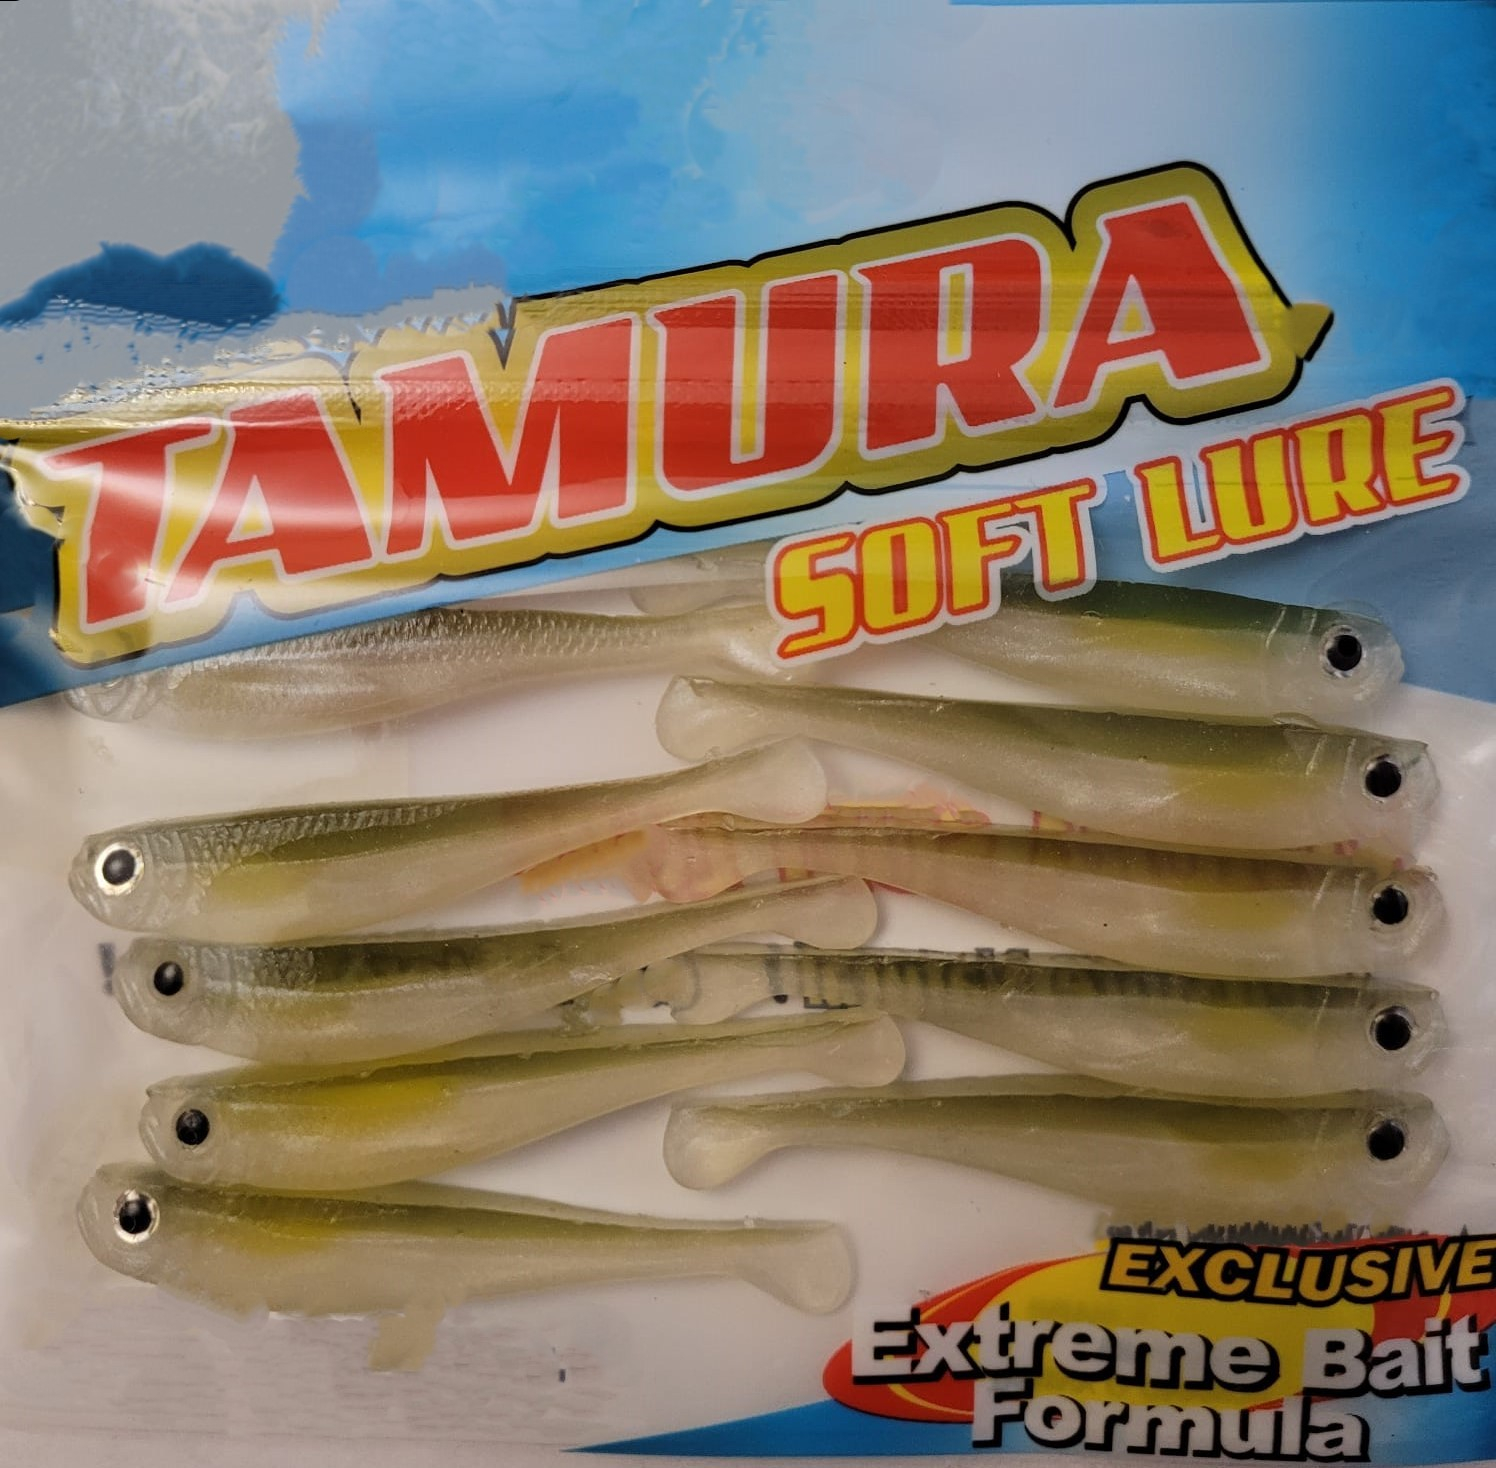 TAMURA
SOFT LURE
EXCLUSIVE
Extreme Bait
Formula